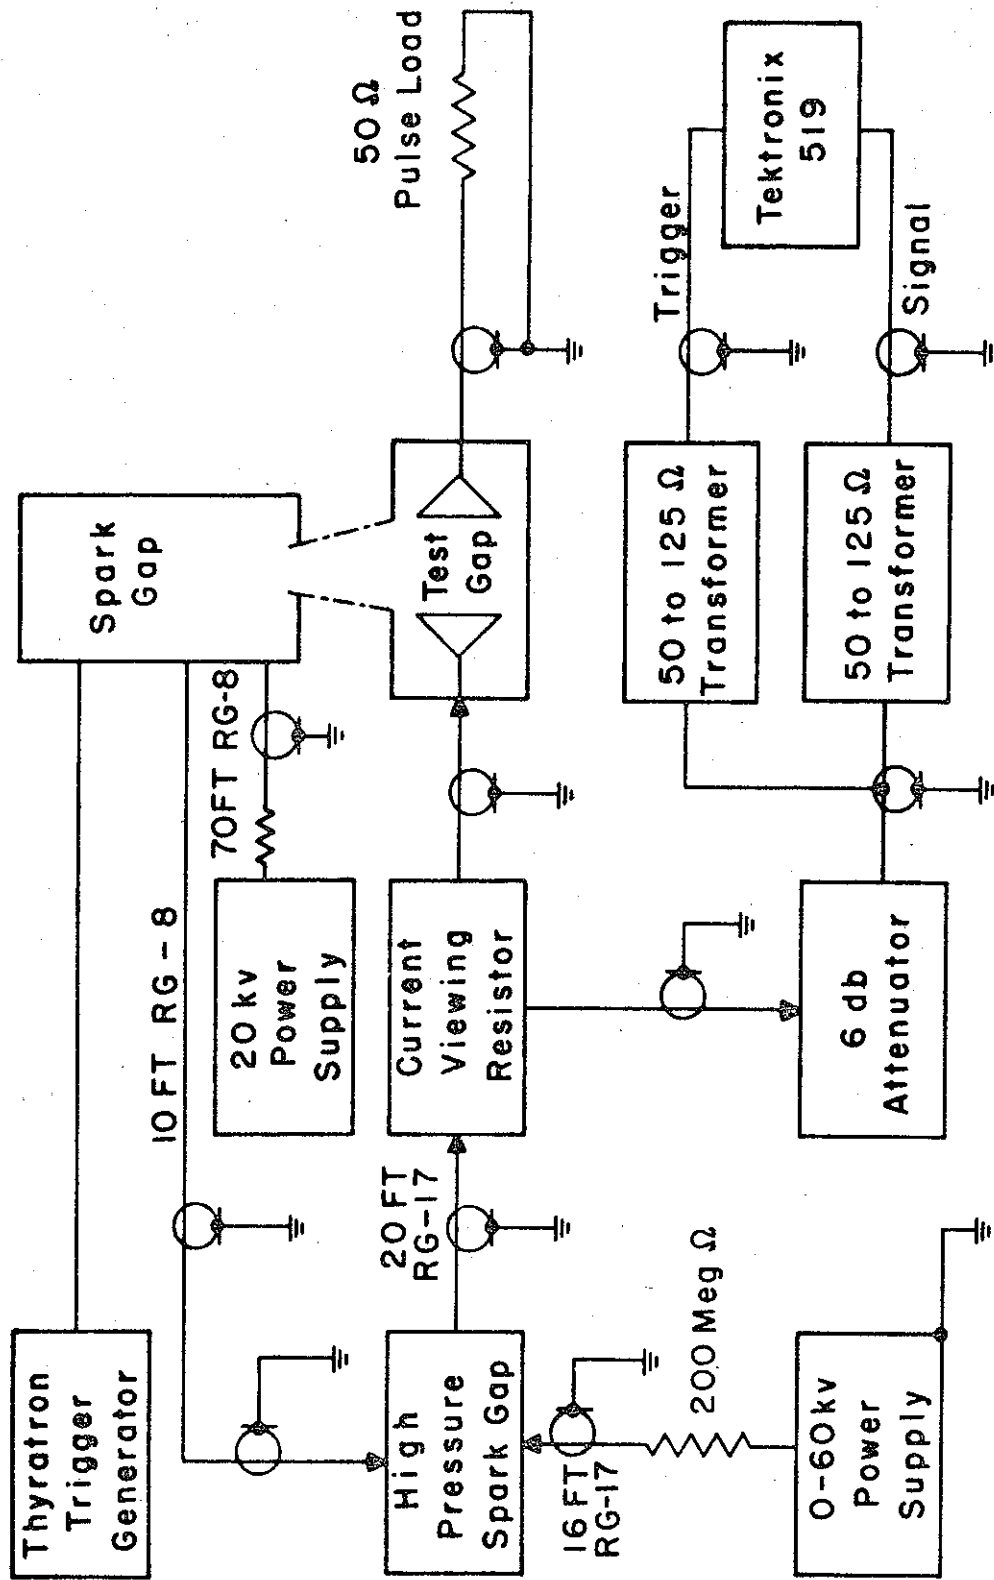 Thyratron
Trigger
Generator
10 FT RG-8
70 FT RG-8
Spark
Gap
20 kv
Power
Supply
High
Pressure
Spark Gap
20 FT
RG-17
Current
Viewing
Resistor
Test
Gap
50 Ω
Pulse Load
16 FT
RG-17
200 Meg Ω
0-60kv
Power
Supply
6 db
Attenuator
50 to 125 Ω
Transformer
50 to 125 Ω
Transformer
Trigger
Signal
Tektronix
519